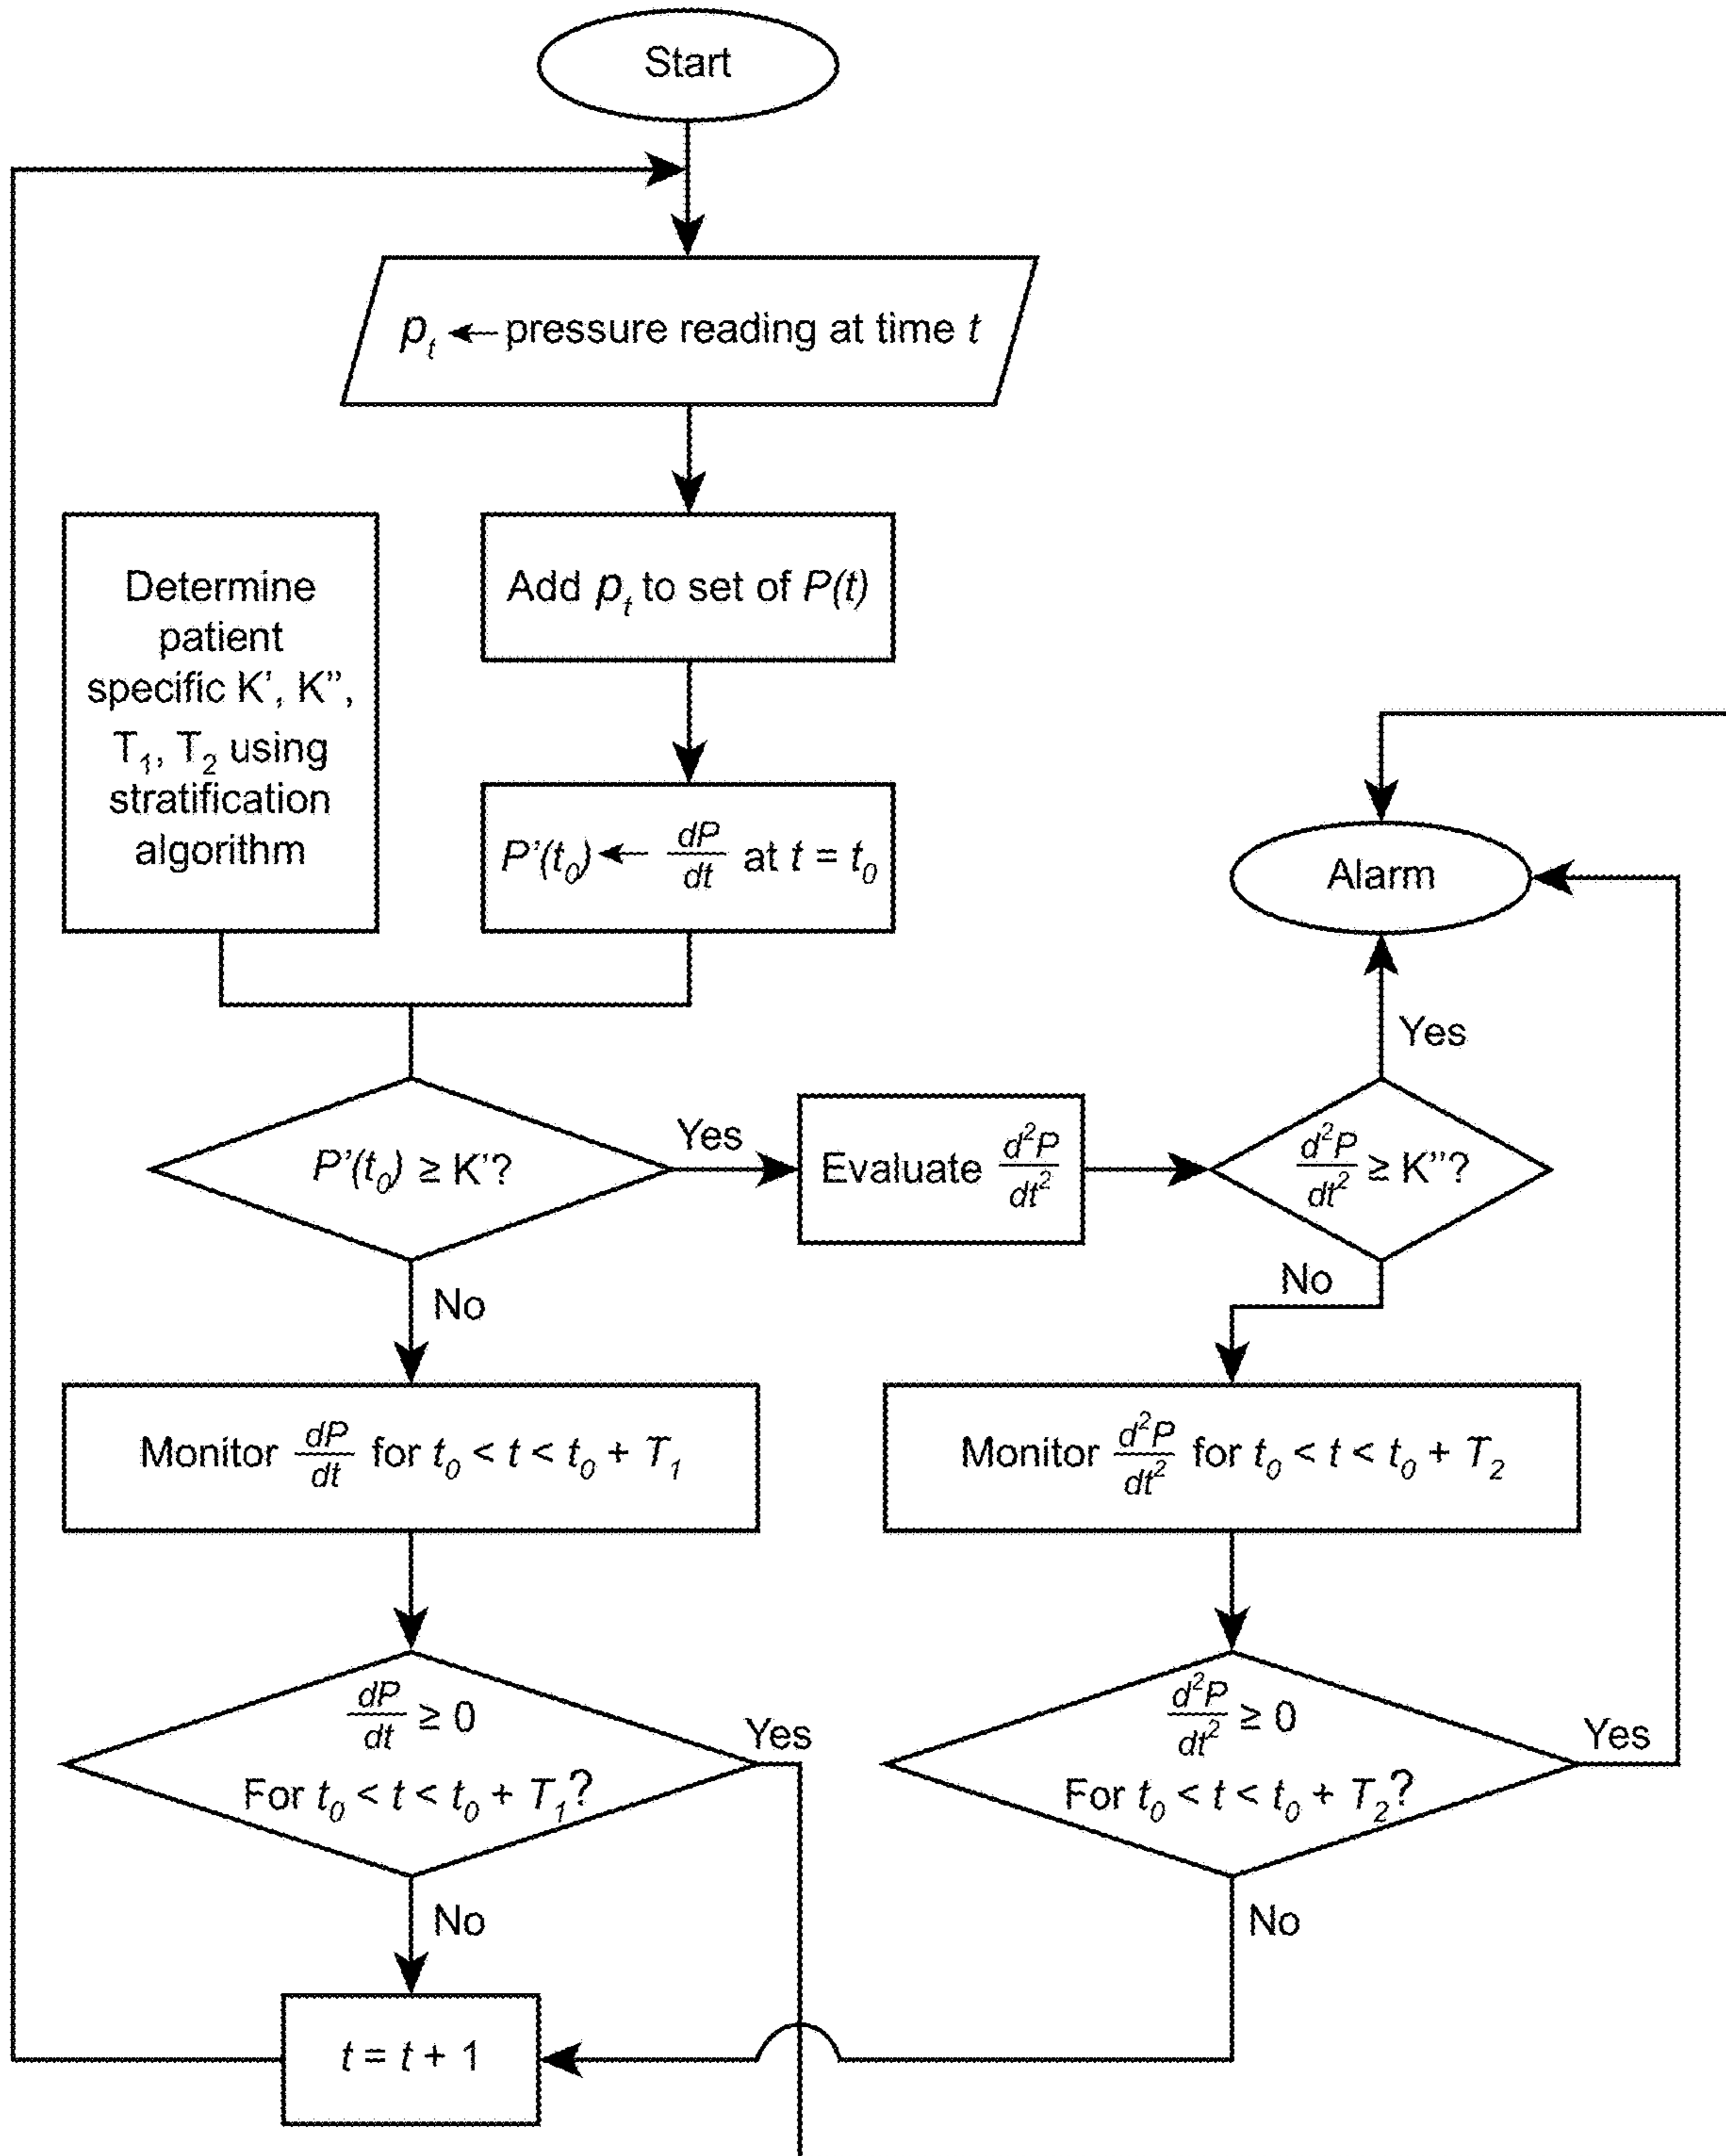 Start
pₜ ← pressure reading at time t
Determine
patient
specific K', K'',
T₁, T₂ using
stratification
algorithm
Add pₜ to set of P(t)
P'(t₀) ← dP/dt at t = t₀
Alarm
Yes
P'(t₀) ≥ K'?
Yes
Evaluate d²P/dt²
d²P/dt² ≥ K''?
No
No
Monitor dP/dt for t₀ < t < t₀ + T₁
Monitor d²P/dt² for t₀ < t < t₀ + T₂
dP/dt ≥ 0
For t₀ < t < t₀ + T₁?
Yes
d²P/dt² ≥ 0
For t₀ < t < t₀ + T₂?
Yes
No
No
t = t + 1